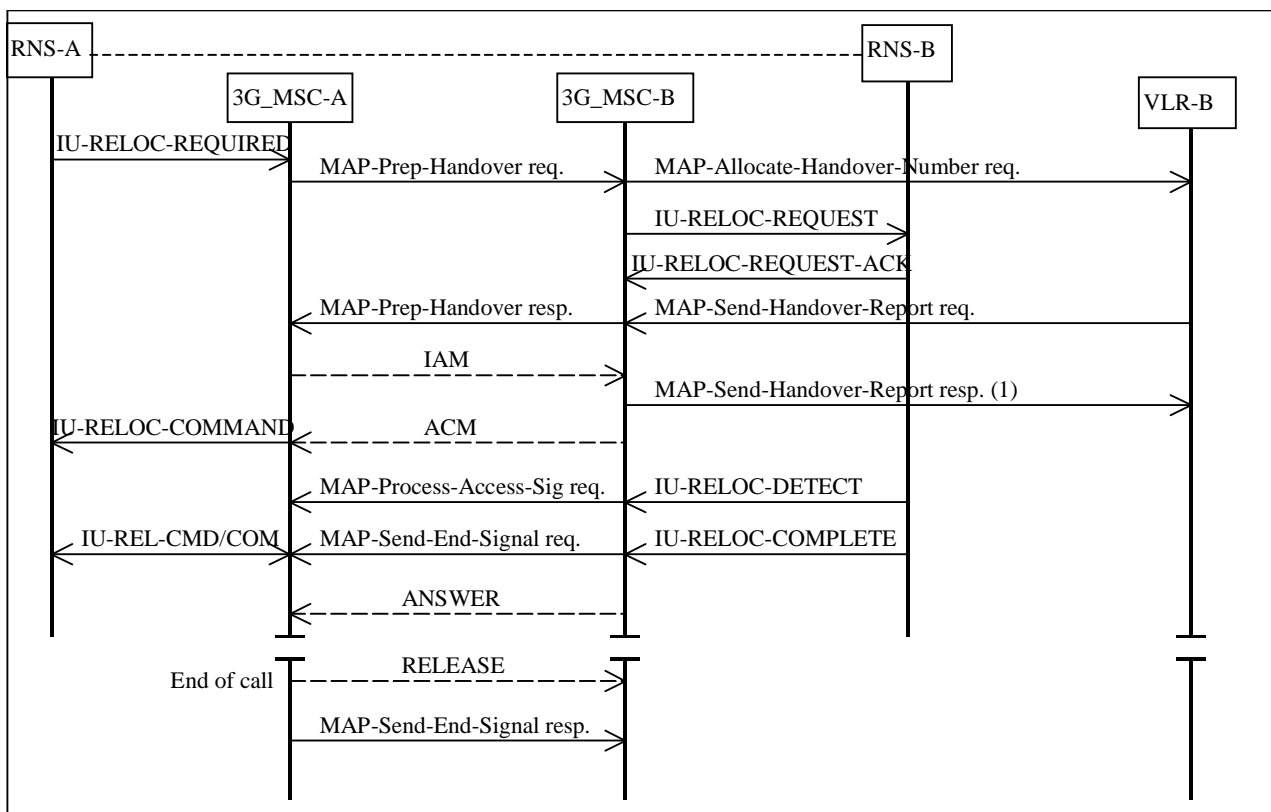 RNS-A
RNS-B
3G_MSC-A
3G_MSC-B
VLR-B
IU-RELOC-REQUIRED
MAP-Prep-Handover req.
MAP-Allocate-Handover-Number req.
IU-RELOC-REQUEST
IU-RELOC-REQUEST-ACK
MAP-Prep-Handover resp.
MAP-Send-Handover-Report req.
IAM
MAP-Send-Handover-Report resp. (1)
IU-RELOC-COMMAND
ACM
MAP-Process-Access-Sig req.
IU-RELOC-DETECT
IU-REL-CMD/COM
MAP-Send-End-Signal req.
IU-RELOC-COMPLETE
ANSWER
RELEASE
End of call
MAP-Send-End-Signal resp.